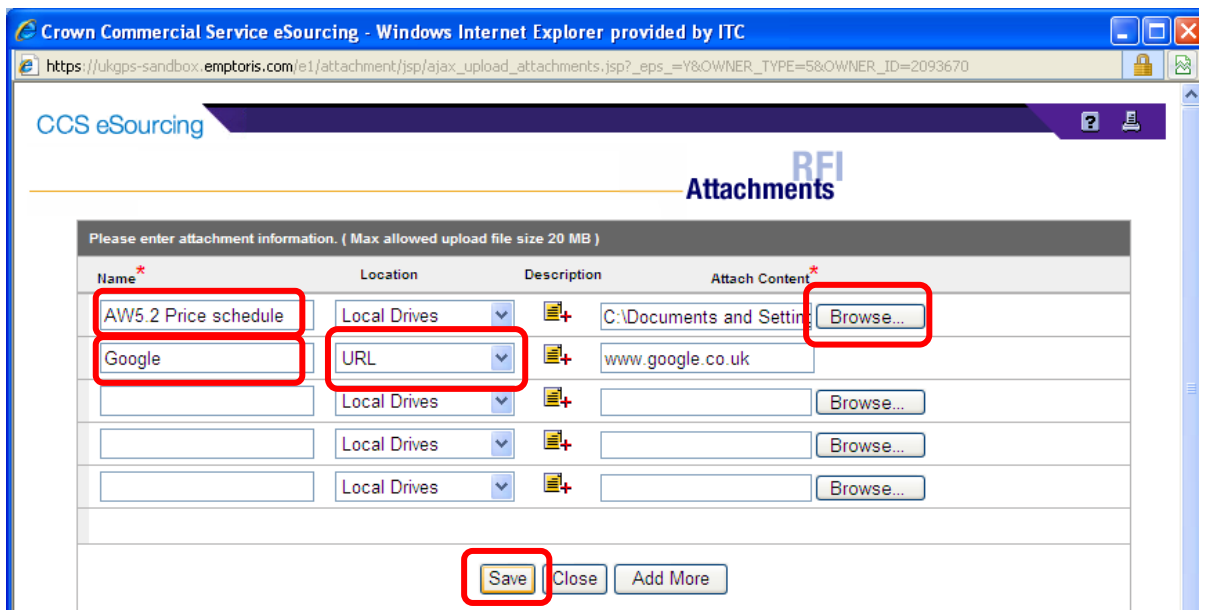 Crown Commercial Service eSourcing - Windows Internet Explorer provided by ITC
https://ukgps-sandbox.emptoris.com/e1/attachment/jsp/ajax_upload_attachments.jsp?_eps_=Y&OWNER_TYPE=5&OWNER_ID=2093670
CCS eSourcing
RFI
Attachments
Please enter attachment information. ( Max allowed upload file size 20 MB )
Name* Location Description Attach Content*
AW5.2 Price schedule Local Drives C:\Documents and Setting Browse...
Google URL www.google.co.uk
Local Drives Browse...
Local Drives Browse...
Local Drives Browse...
Save Close Add More